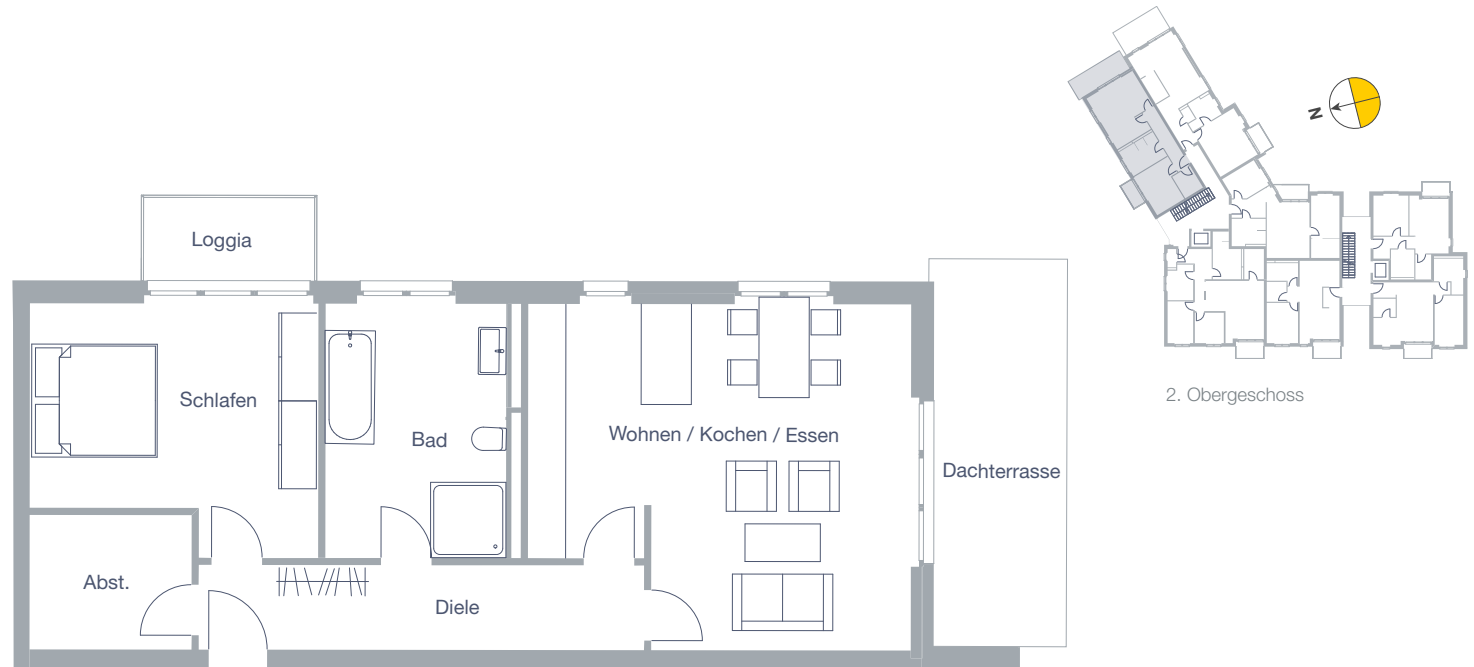 N
Loggia
2. Obergeschoss
Schlafen
Bad
Wohnen / Kochen / Essen
Dachterrasse
Abst.
Diele